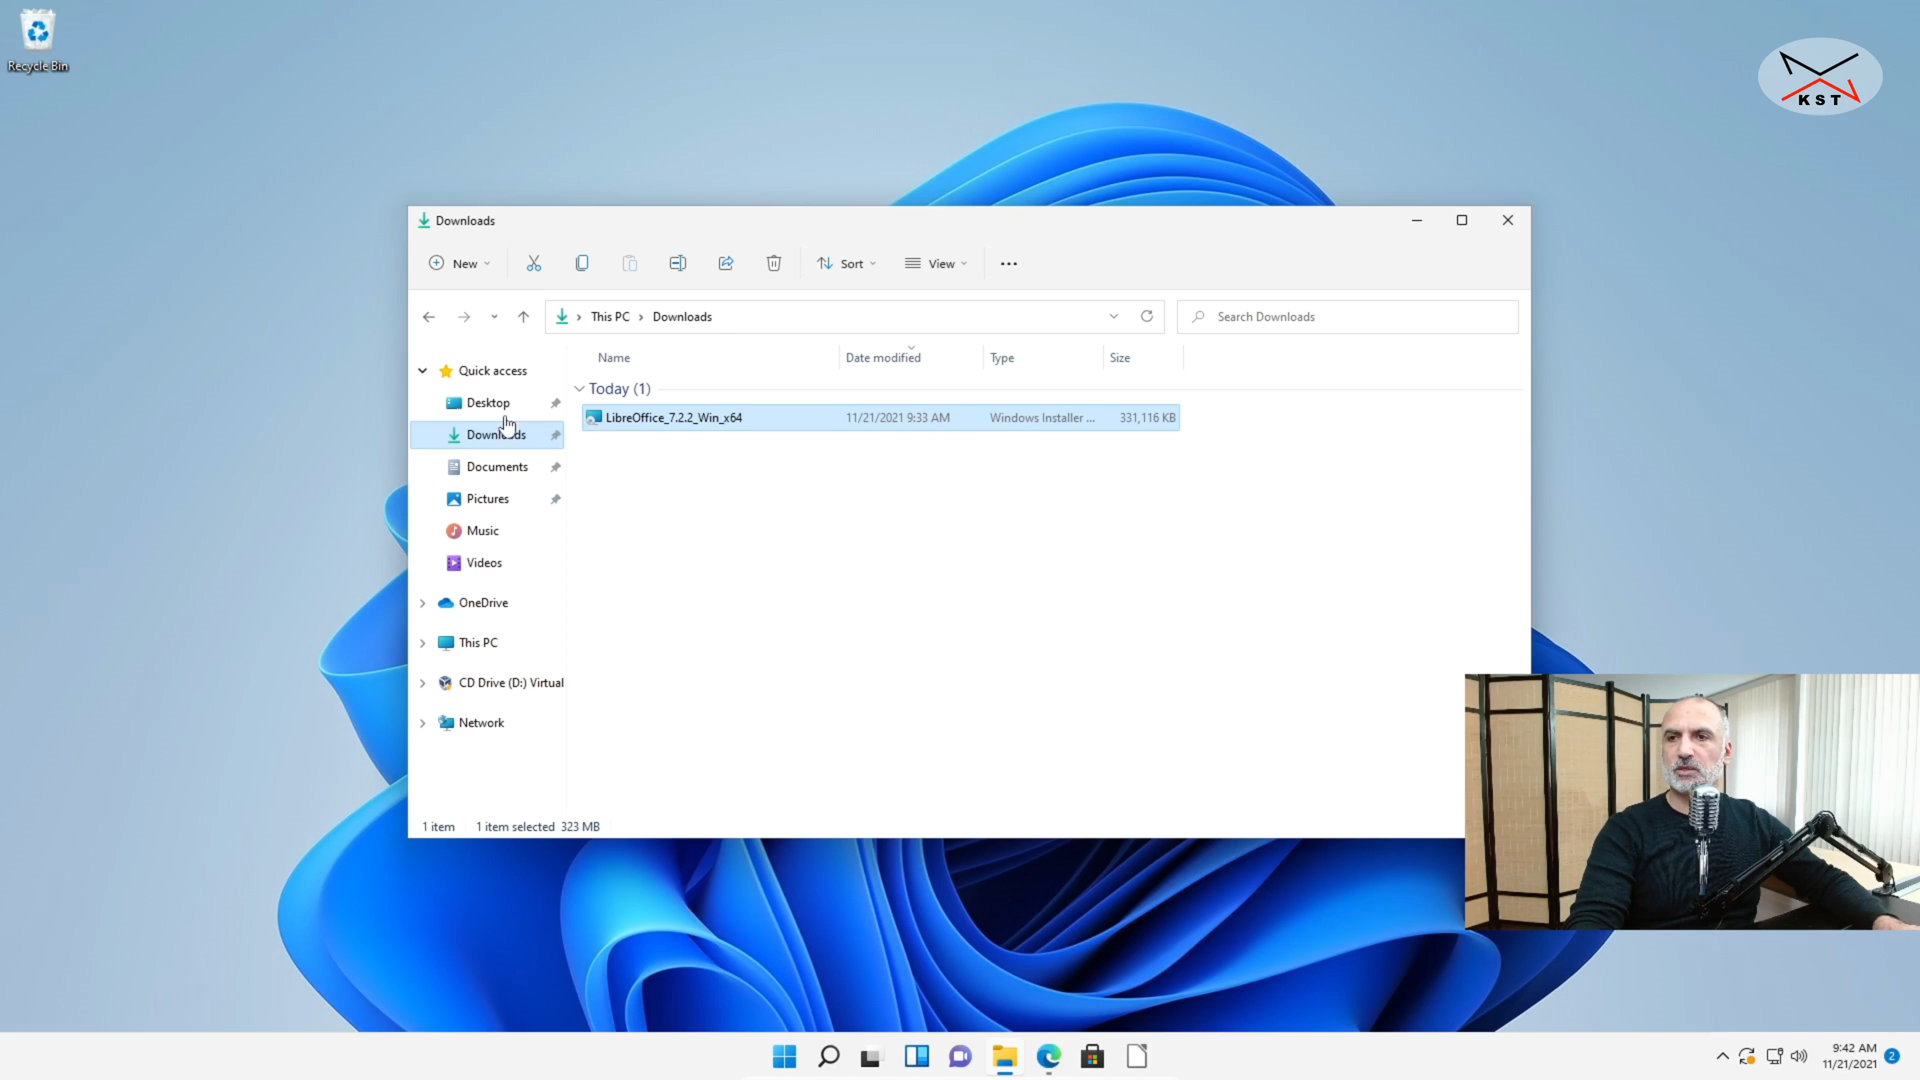 Recycle Bin
KST
Downloads
New
Sort
View
This PC
Downloads
Search Downloads
Name
Date modified
Type
Size
Quick access
Desktop
Downloads
Documents
Pictures
Music
Videos
OneDrive
This PC
CD Drive (D:) Virtual
Network
Today (1)
LibreOffice_7.2.2_Win_x64
11/21/2021 9:33 AM
Windows Installer ...
331,116 KB
1 item
1 item selected 323 MB
9:42 AM
11/21/2021
2